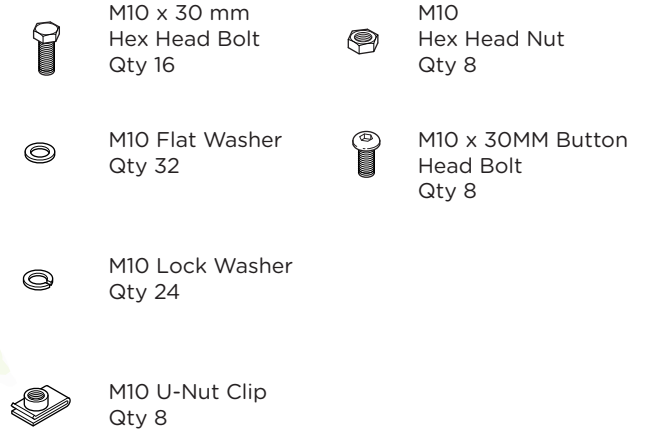 M10 x 30 mm
Hex Head Bolt
Qty 16
M10
Hex Head Nut
Qty 8
M10 Flat Washer
Qty 32
M10 x 30MM Button
Head Bolt
Qty 8
M10 Lock Washer
Qty 24
M10 U-Nut Clip
Qty 8